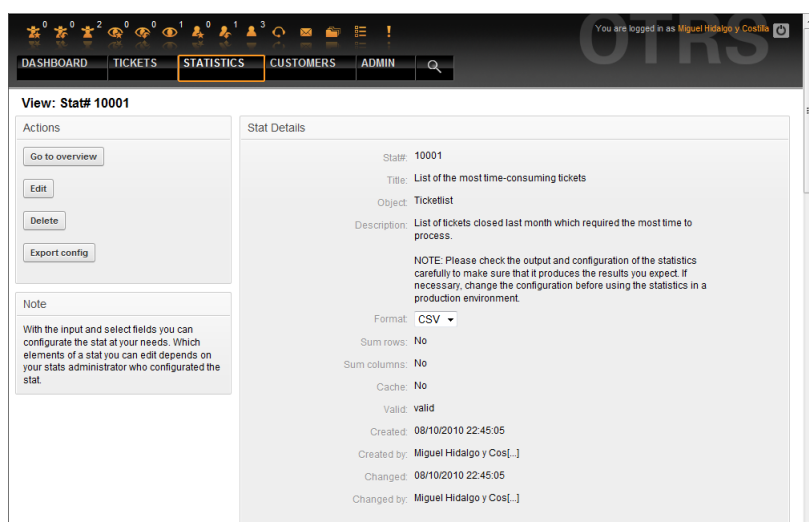 0 0 2 0 0 1 0 1 3
You are logged in as Miguel Hidalgo y Costilla
OTRS
DASHBOARD TICKETS STATISTICS CUSTOMERS ADMIN
View: Stat# 10001
Actions
Go to overview
Edit
Delete
Export config
Note
With the input and select fields you can
configurate the stat at your needs. Which
elements of a stat you can edit depends on
your stats administrator who configurated the
stat.
Stat Details
Stat#: 10001
Title: List of the most time-consuming tickets
Object: Ticketlist
Description: List of tickets closed last month which required the most time to
process.
NOTE: Please check the output and configuration of the statistics
carefully to make sure that it produces the results you expect. If
necessary, change the configuration before using the statistics in a
production environment.
Format: CSV
Sum rows: No
Sum columns: No
Cache: No
Valid: valid
Created: 08/10/2010 22:45:05
Created by: Miguel Hidalgo y Cos[...]
Changed: 08/10/2010 22:45:05
Changed by: Miguel Hidalgo y Cos[...]